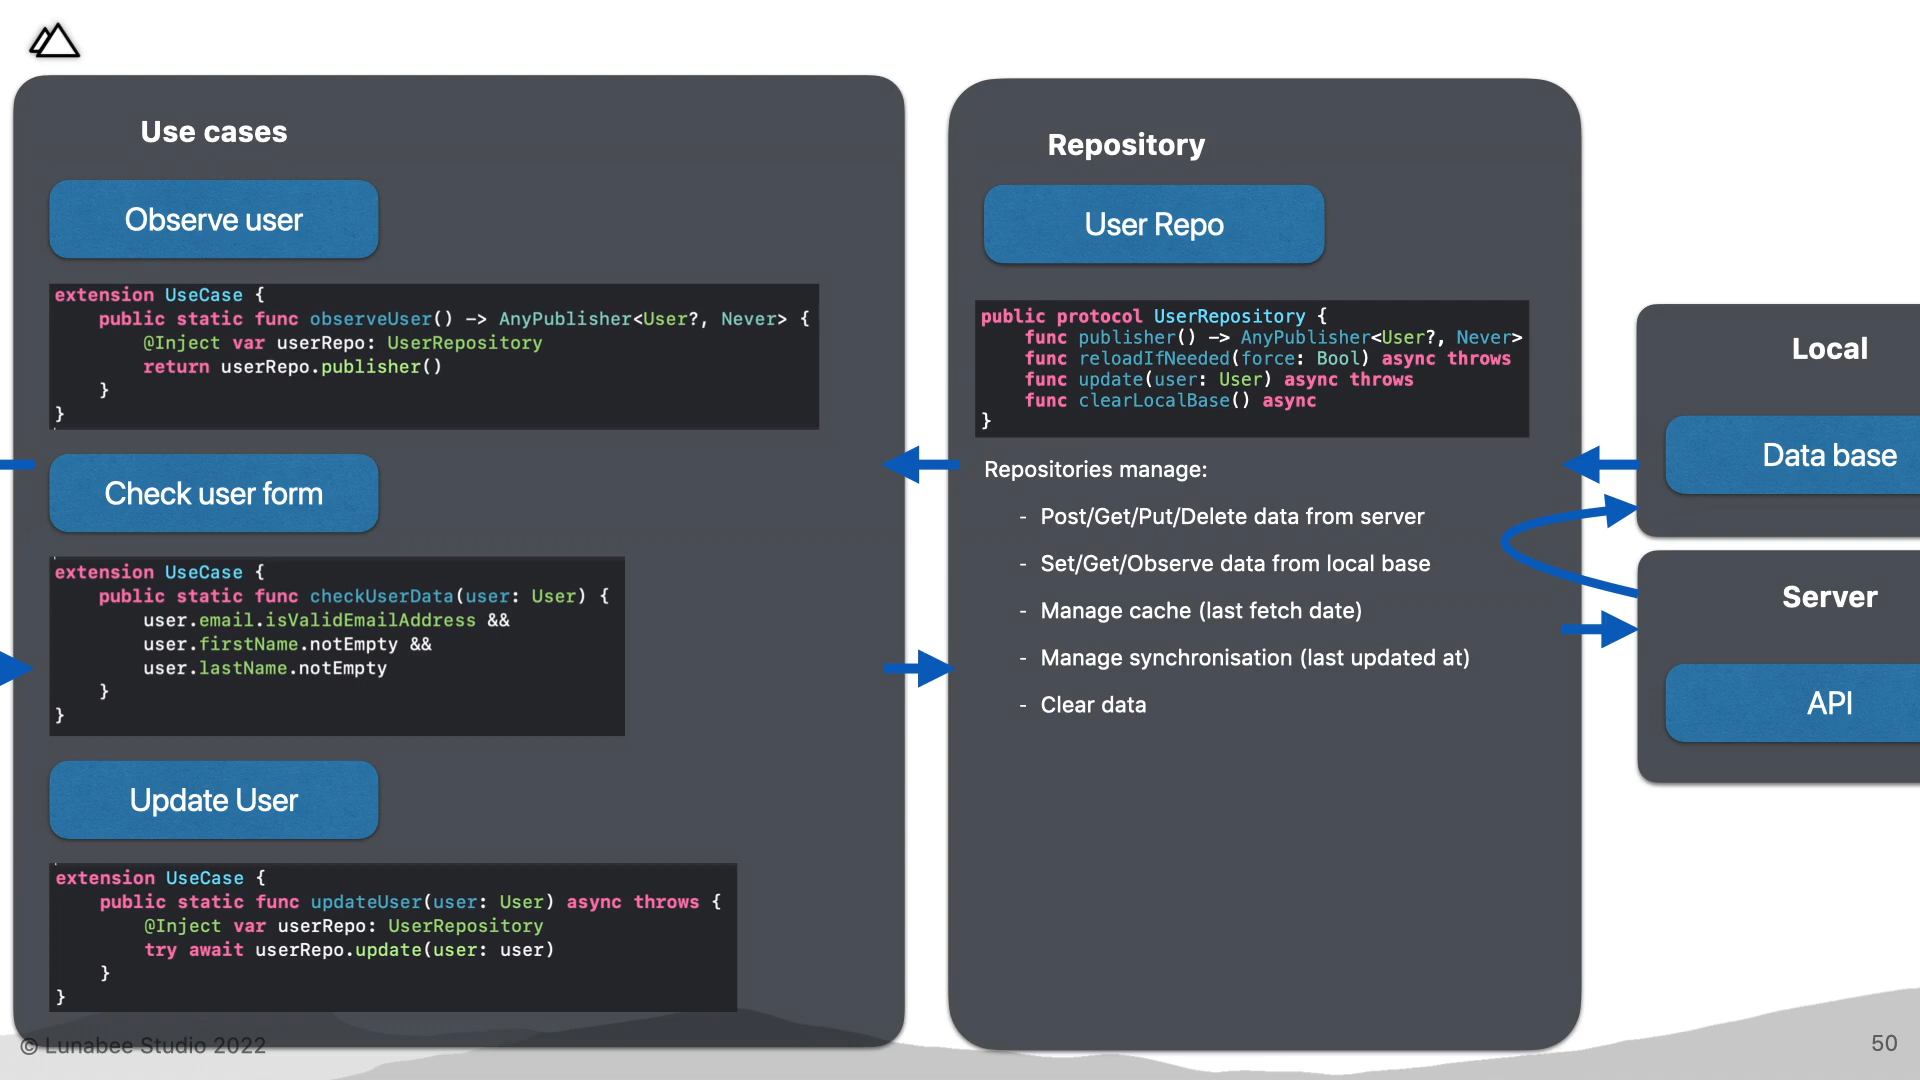 Use cases
Observe user
extension UseCase {
    public static func observeUser() -> AnyPublisher<User?, Never> {
        @Inject var userRepo: UserRepository
        return userRepo.publisher()
    }
}
Check user form
extension UseCase {
    public static func checkUserData(user: User) {
        user.email.isValidEmailAddress &&
        user.firstName.notEmpty &&
        user.lastName.notEmpty
    }
}
Update User
extension UseCase {
    public static func updateUser(user: User) async throws {
        @Inject var userRepo: UserRepository
        try await userRepo.update(user: user)
    }
}
Repository
User Repo
public protocol UserRepository {
    func publisher() -> AnyPublisher<User?, Never>
    func reloadIfNeeded(force: Bool) async throws
    func update(user: User) async throws
    func clearLocalBase() async
}
Repositories manage:
- Post/Get/Put/Delete data from server
- Set/Get/Observe data from local base
- Manage cache (last fetch date)
- Manage synchronisation (last updated at)
- Clear data
Local
Data base
Server
API
© Lunabee Studio 2022
50